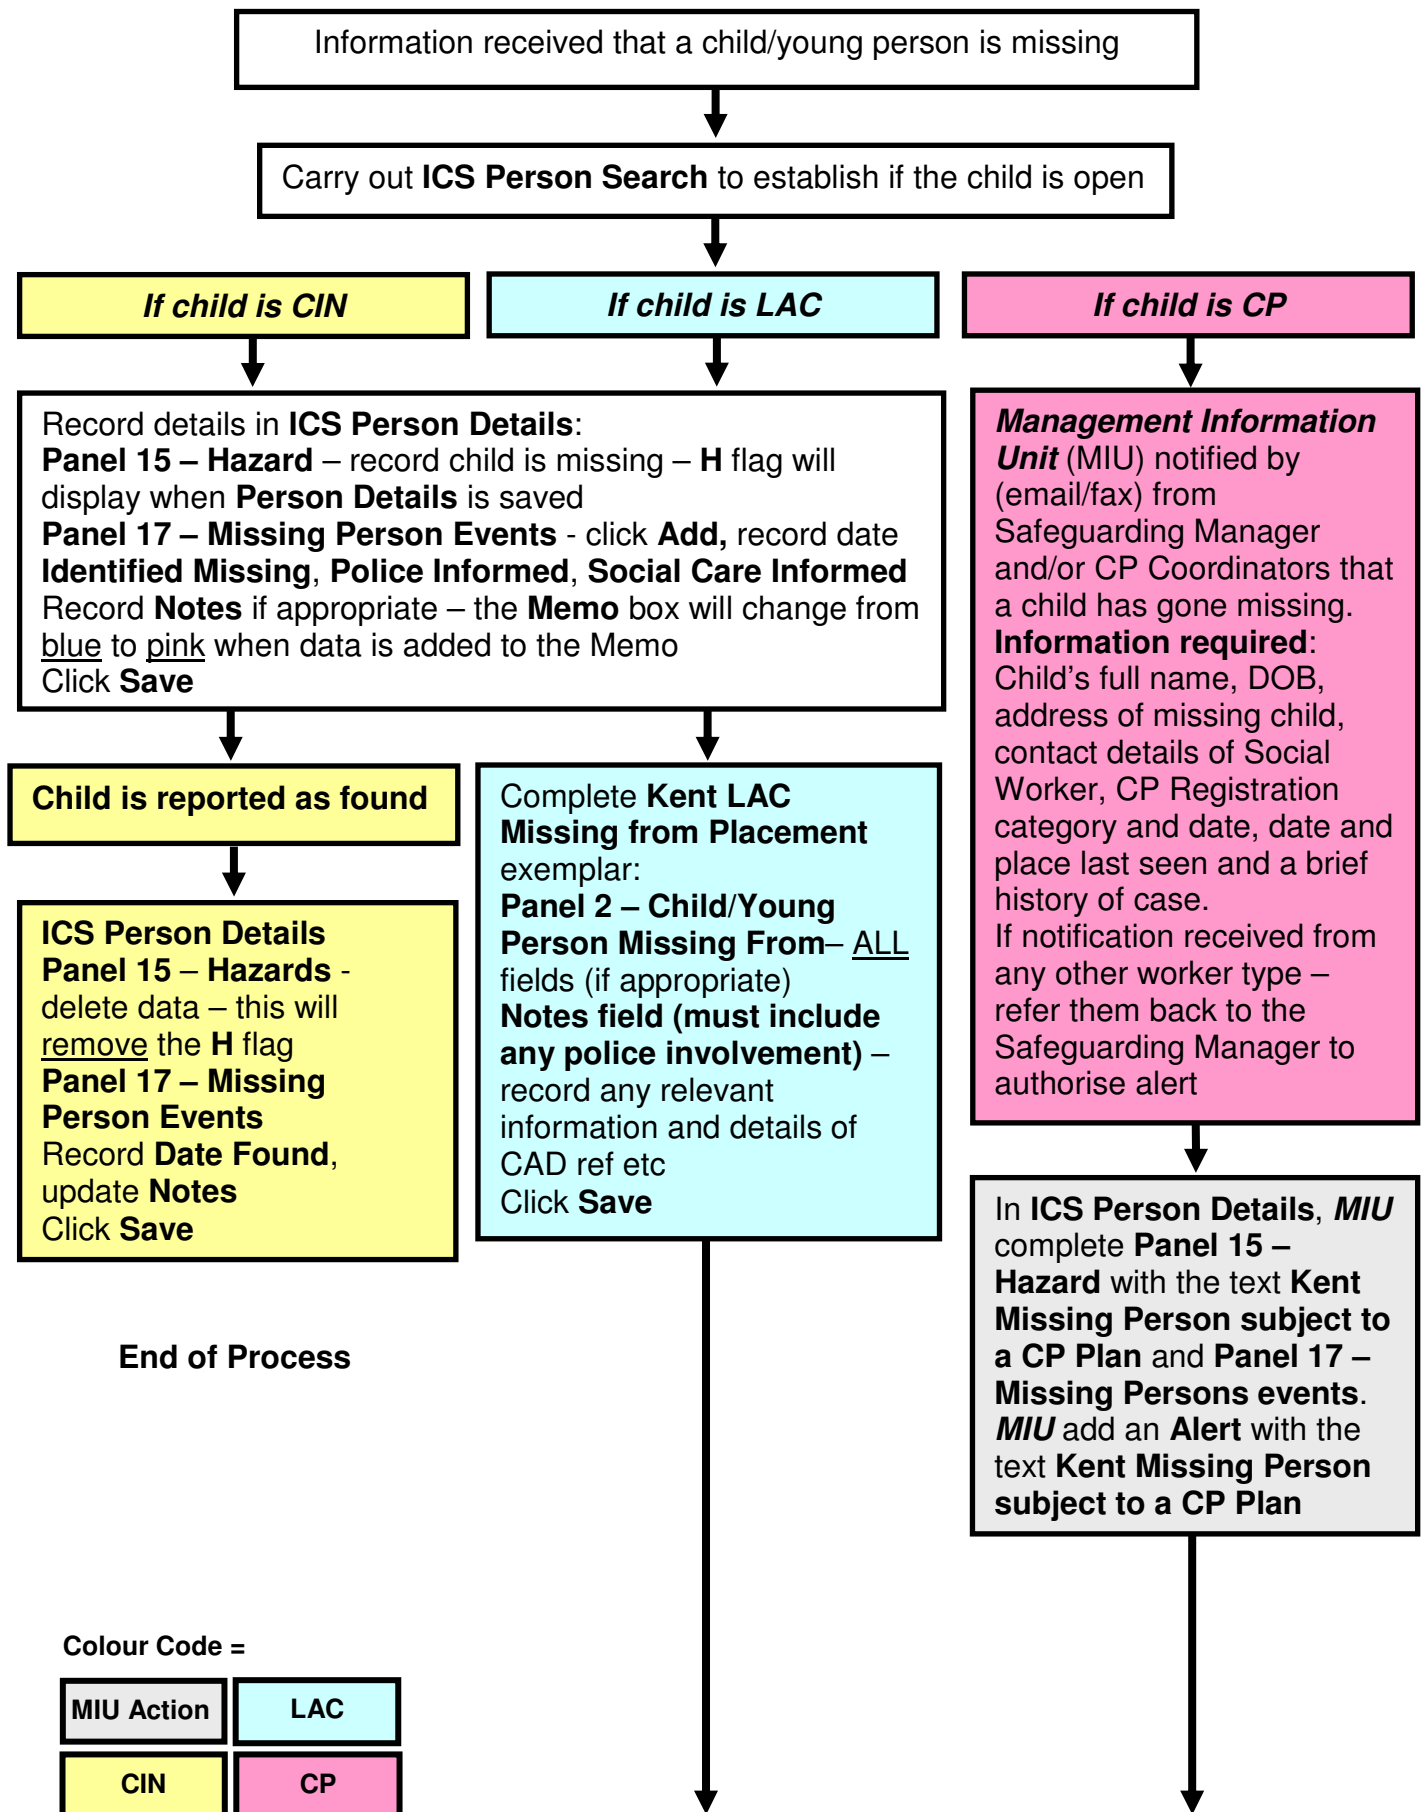 Information received that a child/young person is missing
Carry out ICS Person Search to establish if the child is open
If child is CIN
If child is LAC
If child is CP
Record details in ICS Person Details:
Panel 15 – Hazard – record child is missing – H flag will
display when Person Details is saved
Panel 17 – Missing Person Events - click Add, record date
Identified Missing, Police Informed, Social Care Informed
Record Notes if appropriate – the Memo box will change from
blue to pink when data is added to the Memo
Click Save
Management Information
Unit (MIU) notified by
(email/fax) from
Safeguarding Manager
and/or CP Coordinators that
a child has gone missing.
Information required:
Child's full name, DOB,
address of missing child,
contact details of Social
Worker, CP Registration
category and date, date and
place last seen and a brief
history of case.
If notification received from
any other worker type –
refer them back to the
Safeguarding Manager to
authorise alert
Child is reported as found
ICS Person Details
Panel 15 – Hazards -
delete data – this will
remove the H flag
Panel 17 – Missing
Person Events
Record Date Found,
update Notes
Click Save
Complete Kent LAC
Missing from Placement
exemplar:
Panel 2 – Child/Young
Person Missing From– ALL
fields (if appropriate)
Notes field (must include
any police involvement) –
record any relevant
information and details of
CAD ref etc
Click Save
In ICS Person Details, MIU
complete Panel 15 –
Hazard with the text Kent
Missing Person subject to
a CP Plan and Panel 17 –
Missing Persons events.
MIU add an Alert with the
text Kent Missing Person
subject to a CP Plan
End of Process
Colour Code =
MIU Action
LAC
CIN
CP